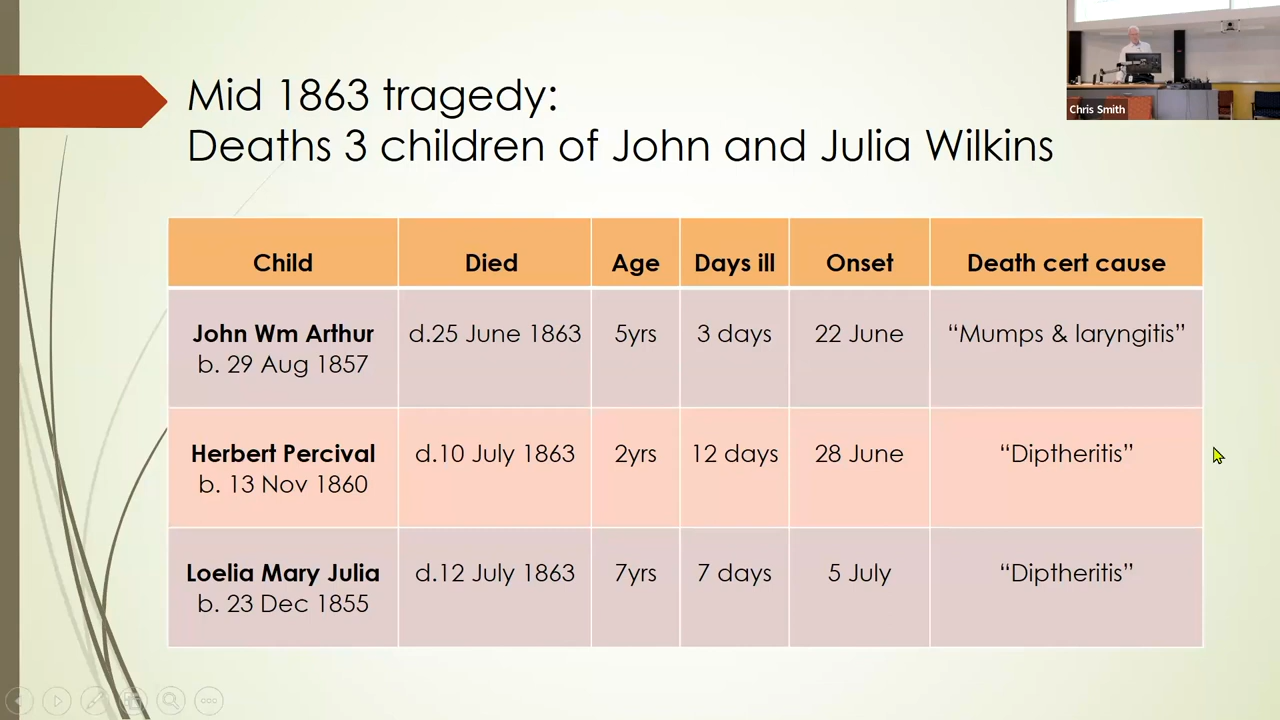 Mid 1863 tragedy:
Deaths 3 children of John and Julia Wilkins
Chris Smith
Child Died Age Days ill Onset Death cert cause
John Wm Arthur d.25 June 1863 5yrs 3 days 22 June “Mumps & laryngitis”
b. 29 Aug 1857
Herbert Percival d.10 July 1863 2yrs 12 days 28 June “Diptheritis”
b. 13 Nov 1860
Loelia Mary Julia d.12 July 1863 7yrs 7 days 5 July “Diptheritis”
b. 23 Dec 1855